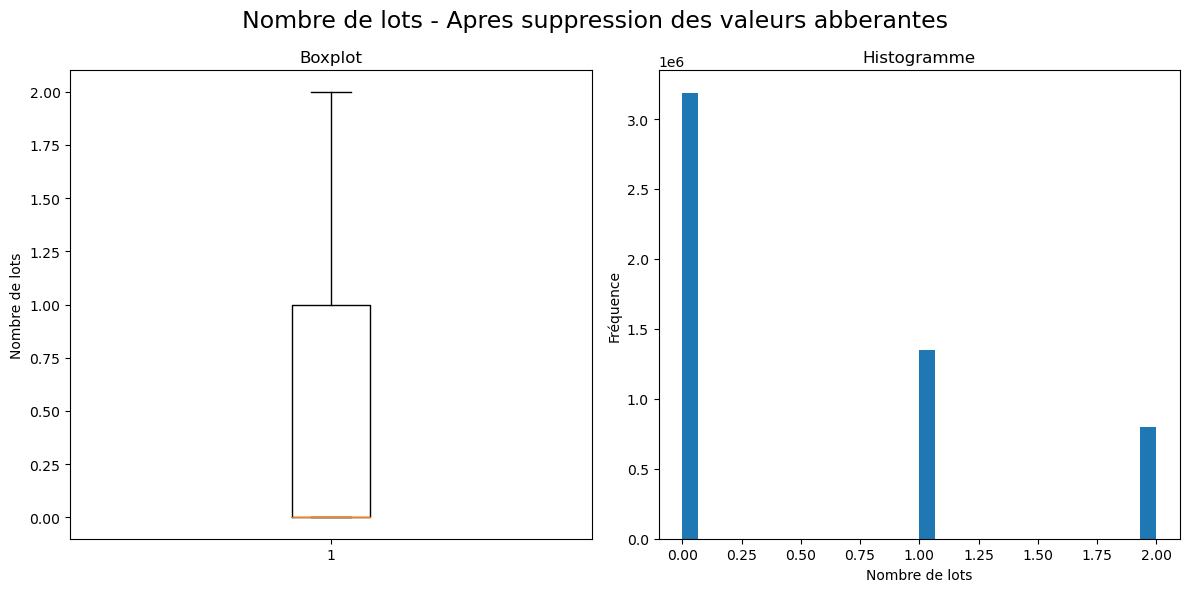 Nombre de lots - Apres suppression des valeurs abberantes
Boxplot
Nombre de lots
2.00
1.75
1.50
1.25
1.00
0.75
0.50
0.25
0.00
1
Histogramme
1e6
Fréquence
3.0
2.5
2.0
1.5
1.0
0.5
0.0
0.00 0.25 0.50 0.75 1.00 1.25 1.50 1.75 2.00
Nombre de lots